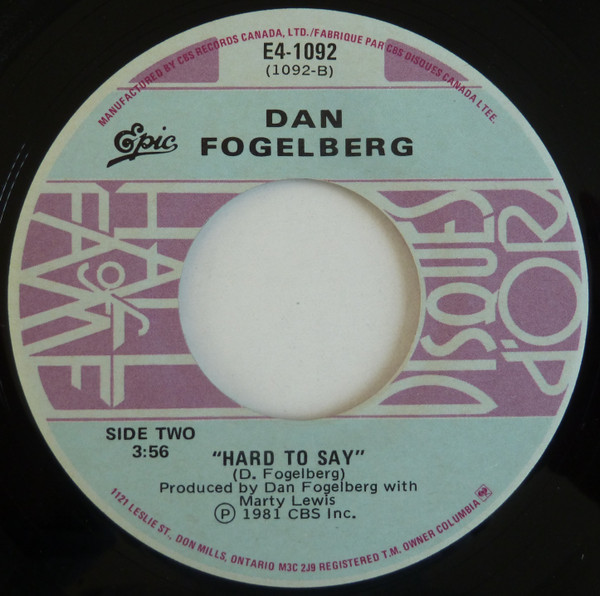 MANUFACTURED BY CBS RECORDS CANADA, LTD./FABRIQUE PAR CBS DISQUES CANADA LTEE.
E4-1092
(1092-B)
Epic
DAN
FOGELBERG
HALL
of
FAME
DISQUES
D'OR
SIDE TWO
3:56
"HARD TO SAY"
(D. Fogelberg)
Produced by Dan Fogelberg with
Marty Lewis
Ⓟ 1981 CBS Inc.
1121 LESLIE ST. DON MILLS, ONTARIO M3C 2J9 REGISTERED T.M. OWNER COLUMBIA